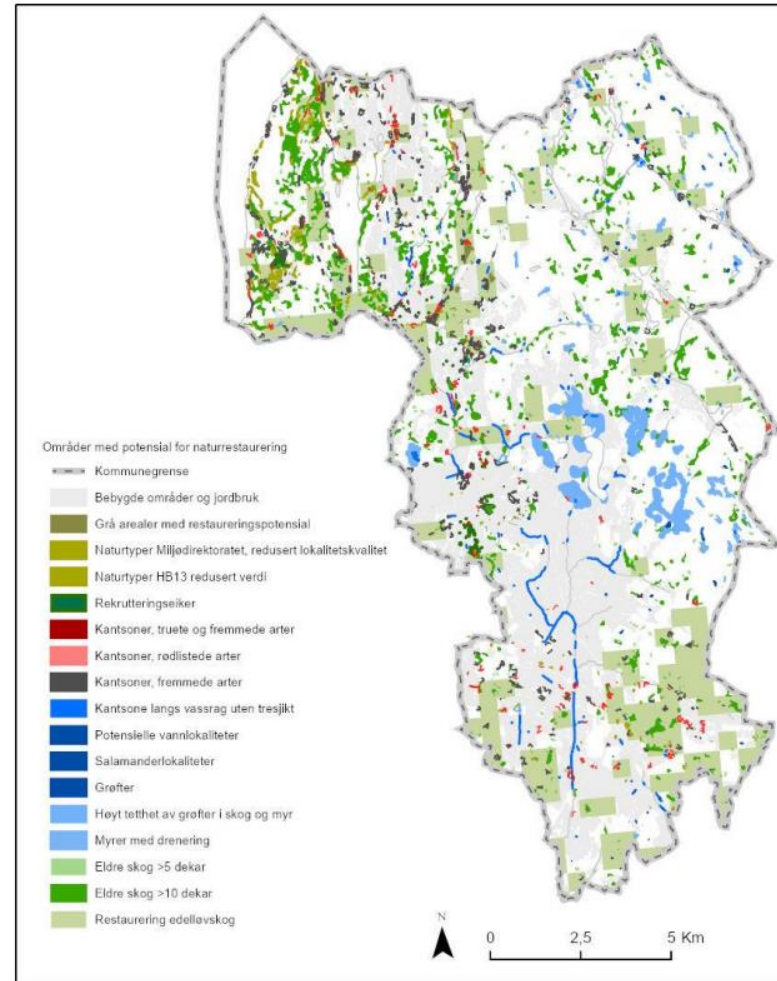 Områder med potensial for naturrestaurering
Kommunegrense
Bebygde områder og jordbruk
Grå arealer med restaureringspotensial
Naturtyper Miljødirektoratet, redusert lokalitetskvalitet
Naturtyper HB13 redusert verdi
Rekrutteringseiker
Kantsoner, truete og fremmede arter
Kantsoner, rødlistede arter
Kantsoner, fremmede arter
Kantsone langs vassrag uten tresjikt
Potensielle vannlokaliteter
Salamanderlokaliteter
Grøfter
Høyt tetthet av grøfter i skog og myr
Myrer med drenering
Eldre skog >5 dekar
Eldre skog >10 dekar
Restaurering edelløvskog
N
0 2,5 5 Km